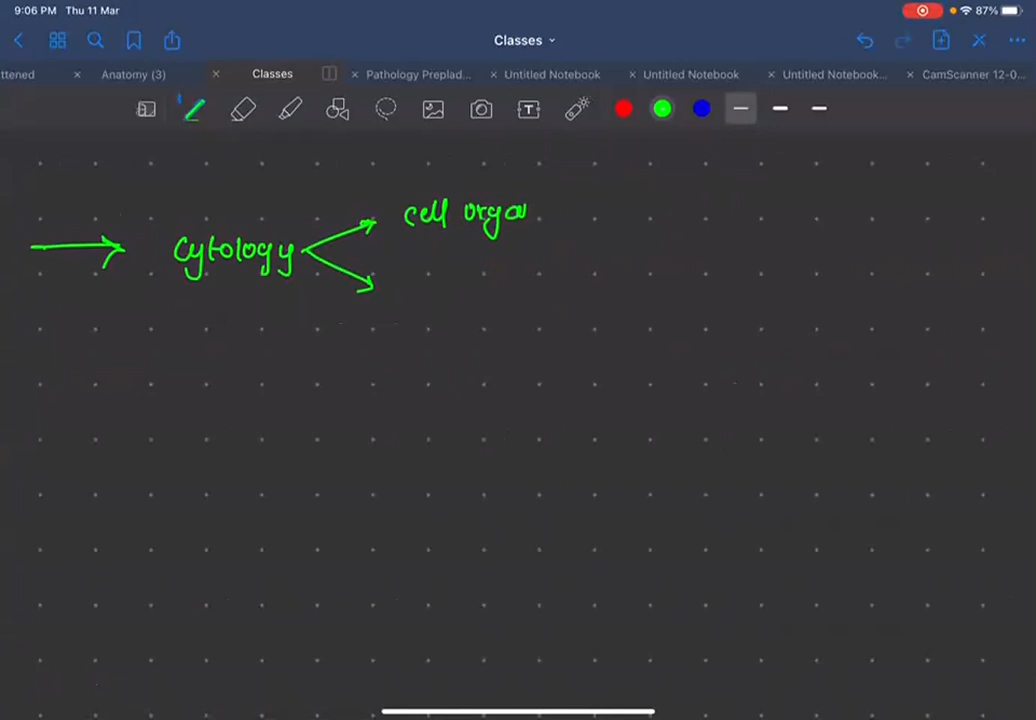 9:06 PM Thu 11 Mar 87%
Classes
ttened Anatomy (3) Classes Pathology Preplad... Untitled Notebook Untitled Notebook Untitled Notebook... CamScanner 12-0...
T
cell orga
cytology